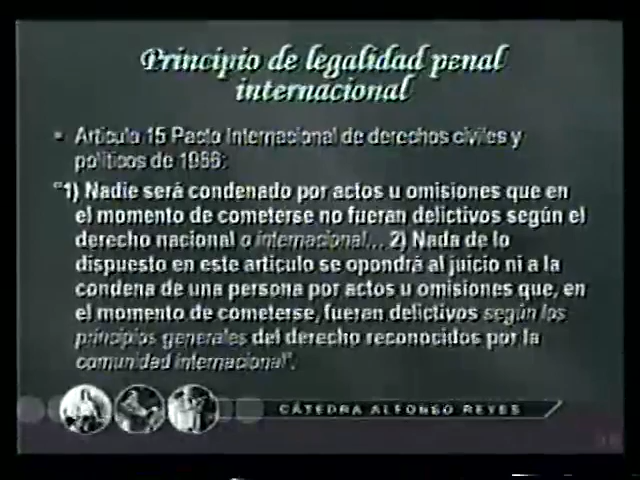 Principio de legalidad penal
internacional
Articulo 15 Pacto Internacional de derechos civiles y
políticos de 1966:
"1) Nadie será condenado por actos u omisiones que en
el momento de cometerse no fueran delictivos según el
derecho nacional o internacional... 2) Nada de lo
dispuesto en este articulo se opondrá al juicio ni a la
condena de una persona por actos u omisiones que, en
el momento de cometerse, fueran delictivos según los
principios generales del derecho reconocidos por la
comunidad internacional".
CÁTEDRA ALFONSO REYES